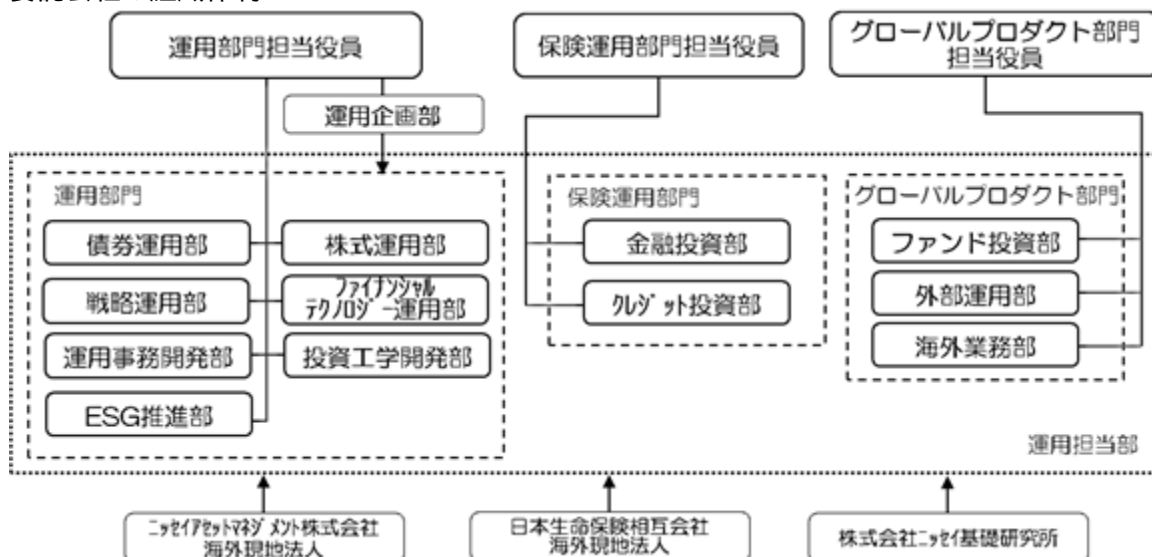 運用部門担当役員
保険運用部門担当役員
グローバルプロダクト部門
担当役員
運用企画部
運用部門
保険運用部門
グローバルプロダクト部門
債券運用部
株式運用部
金融投資部
ファンド投資部
戦略運用部
ファイナンシャル
テクノロジー運用部
クレジット投資部
外部運用部
運用事務開発部
投資工学開発部
海外業務部
ESG推進部
運用担当部
ニッセイアセットマネジメント株式会社
海外現地法人
日本生命保険相互会社
海外現地法人
株式会社ニッセイ基礎研究所